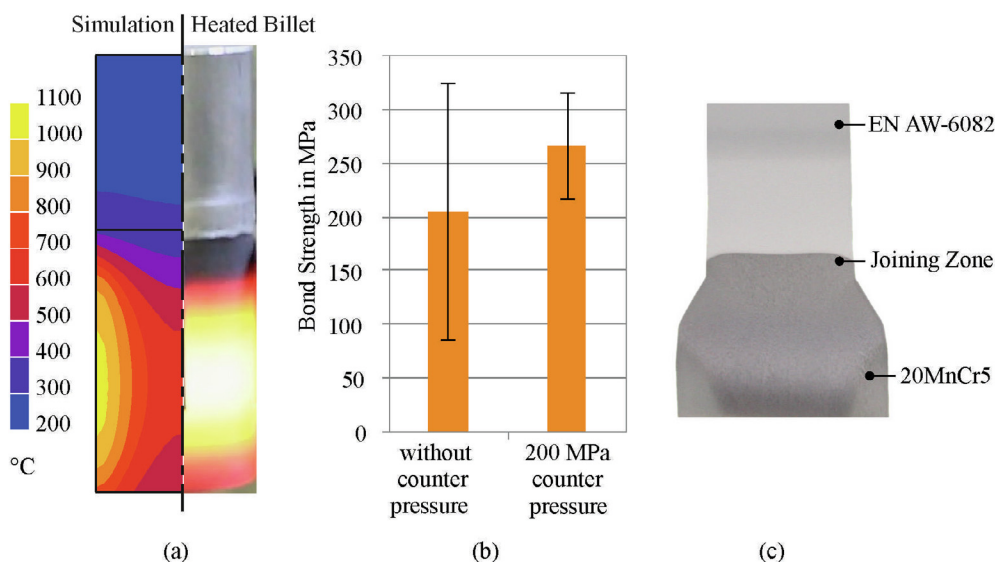 Simulation Heated Billet
1100
1000
900
800
700
600
500
400
300
200
°C
(a)
Bond Strength in MPa
350
300
250
200
150
100
50
0
without
counter
pressure
200 MPa
counter
pressure
(b)
EN AW-6082
Joining Zone
20MnCr5
(c)